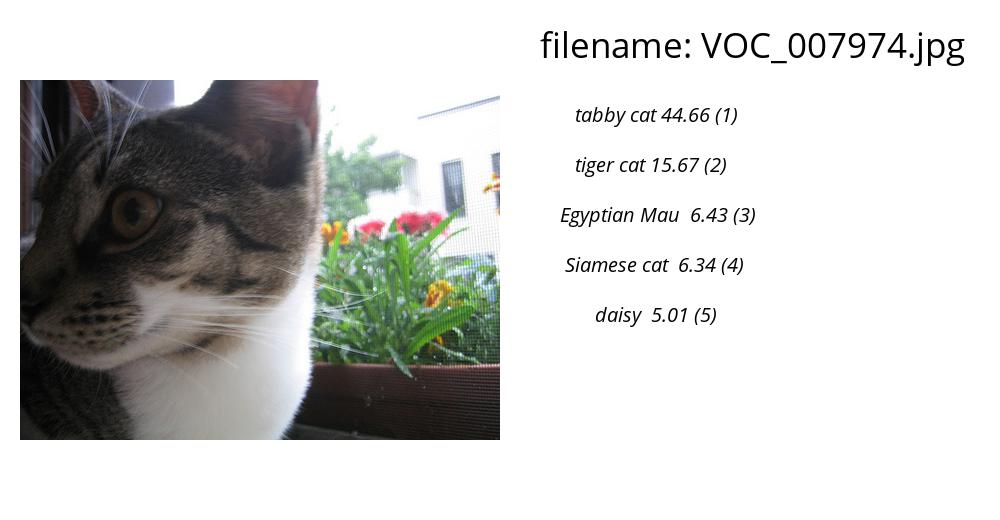 filename: VOC_007974.jpg
tabby cat 44.66 (1)
tiger cat 15.67 (2)
Egyptian Mau 6.43 (3)
Siamese cat 6.34 (4)
daisy 5.01 (5)